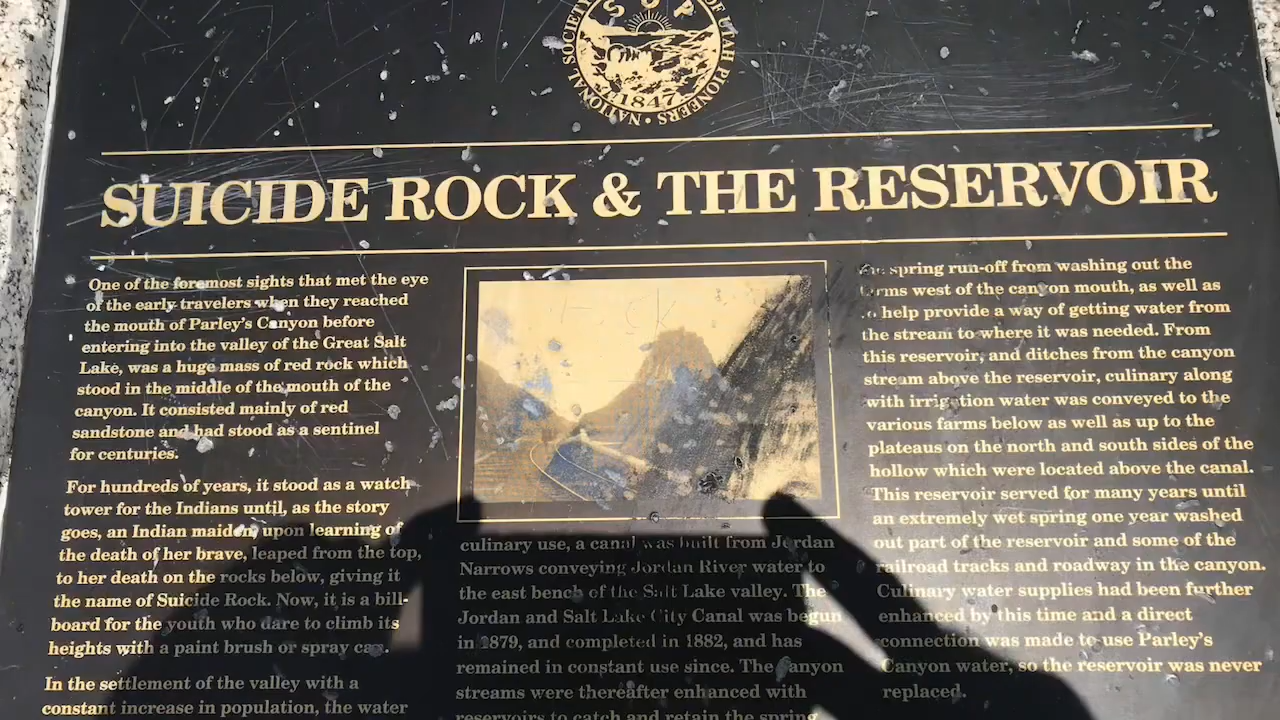 NATIONAL SOCIETY OF UTAH PIONEERS
SUP
1847
SUICIDE ROCK & THE RESERVOIR
One of the foremost sights that met the eye
of the early travelers when they reached
the mouth of Parley's Canyon before
entering into the valley of the Great Salt
Lake, was a huge mass of red rock which
stood in the middle of the mouth of the
canyon. It consisted mainly of red
sandstone and had stood as a sentinel
for centuries.
For hundreds of years, it stood as a watch
tower for the Indians until, as the story
goes, an Indian maiden, upon learning of
the death of her brave, leaped from the top,
to her death on the rocks below, giving it
the name of Suicide Rock. Now, it is a bill-
board for the youth who dare to climb its
heights with a paint brush or spray can.
In the settlement of the valley with a
constant increase in population, the water
culinary use, a canal was built from Jordan
Narrows conveying Jordan River water to
the east bench of the Salt Lake valley. The
Jordan and Salt Lake City Canal was begun
in 1879, and completed in 1882, and has
remained in constant use since. The Canyon
streams were thereafter enhanced with
reservoirs to catch and retain the spring
spring run-off from washing out the
west of the canyon mouth, as well as
help provide a way of getting water from
the stream to where it was needed. From
this reservoir, and ditches from the canyon
stream above the reservoir, culinary along
with irrigation water was conveyed to the
various farms below as well as up to the
plateaus on the north and south sides of the
hollow which were located above the canal.
This reservoir served for many years until
an extremely wet spring one year washed
out part of the reservoir and some of the
railroad tracks and roadway in the canyon.
Culinary water supplies had been further
enhanced by this time and a direct
connection was made to use Parley's
Canyon water, so the reservoir was never
replaced.